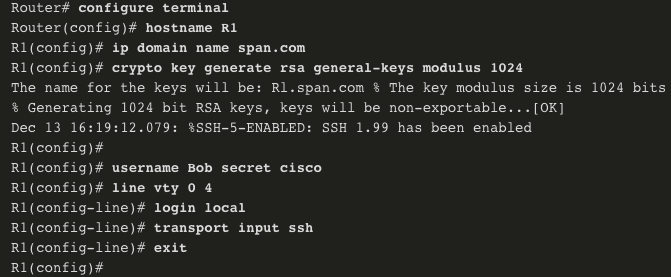 Router# configure terminal
Router(config)# hostname R1
R1(config)# ip domain name span.com
R1(config)# crypto key generate rsa general-keys modulus 1024
The name for the keys will be: Rl.span.com % The key modulus size is 1024 bits
% Generating 1024 bit RSA keys, keys will be non-exportable...[OK]
Dec 13 16:19:12.079: %SSH-5-ENABLED: SSH 1.99 has been enabled
R1(config)#
R1(config)# username Bob secret cisco
R1(config)# line vty 0 4
R1(config-line)# login local
R1(config-line)# transport input ssh
R1(config-line)# exit
R1(config)#